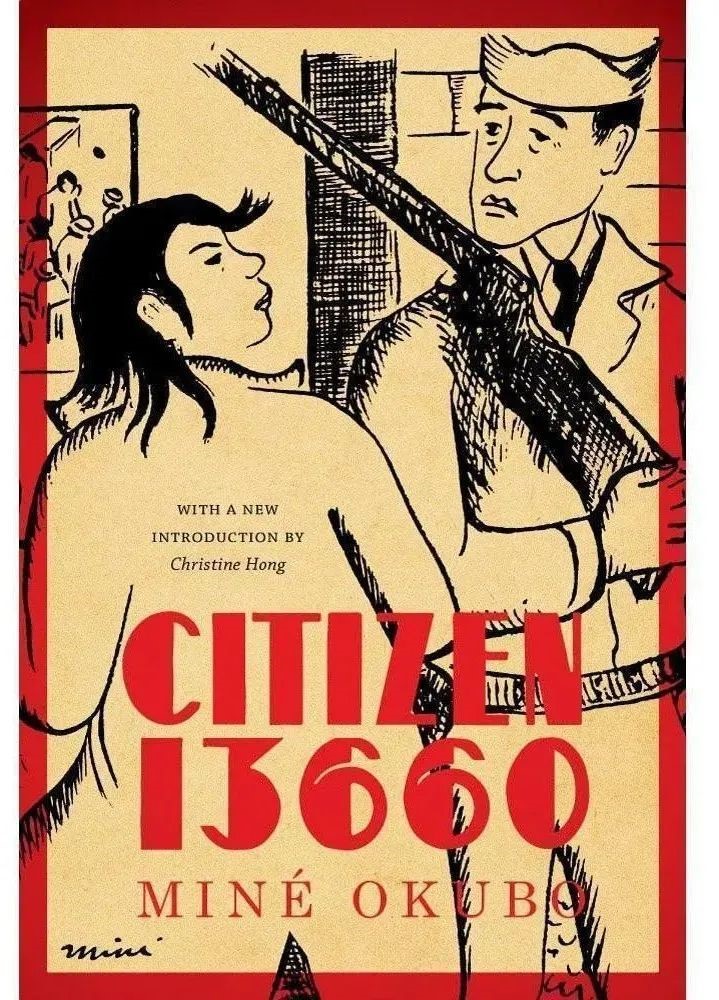 WITH A NEW
INTRODUCTION BY
Christine Hong
CITIZEN
13660
MINÉ OKUBO
miné